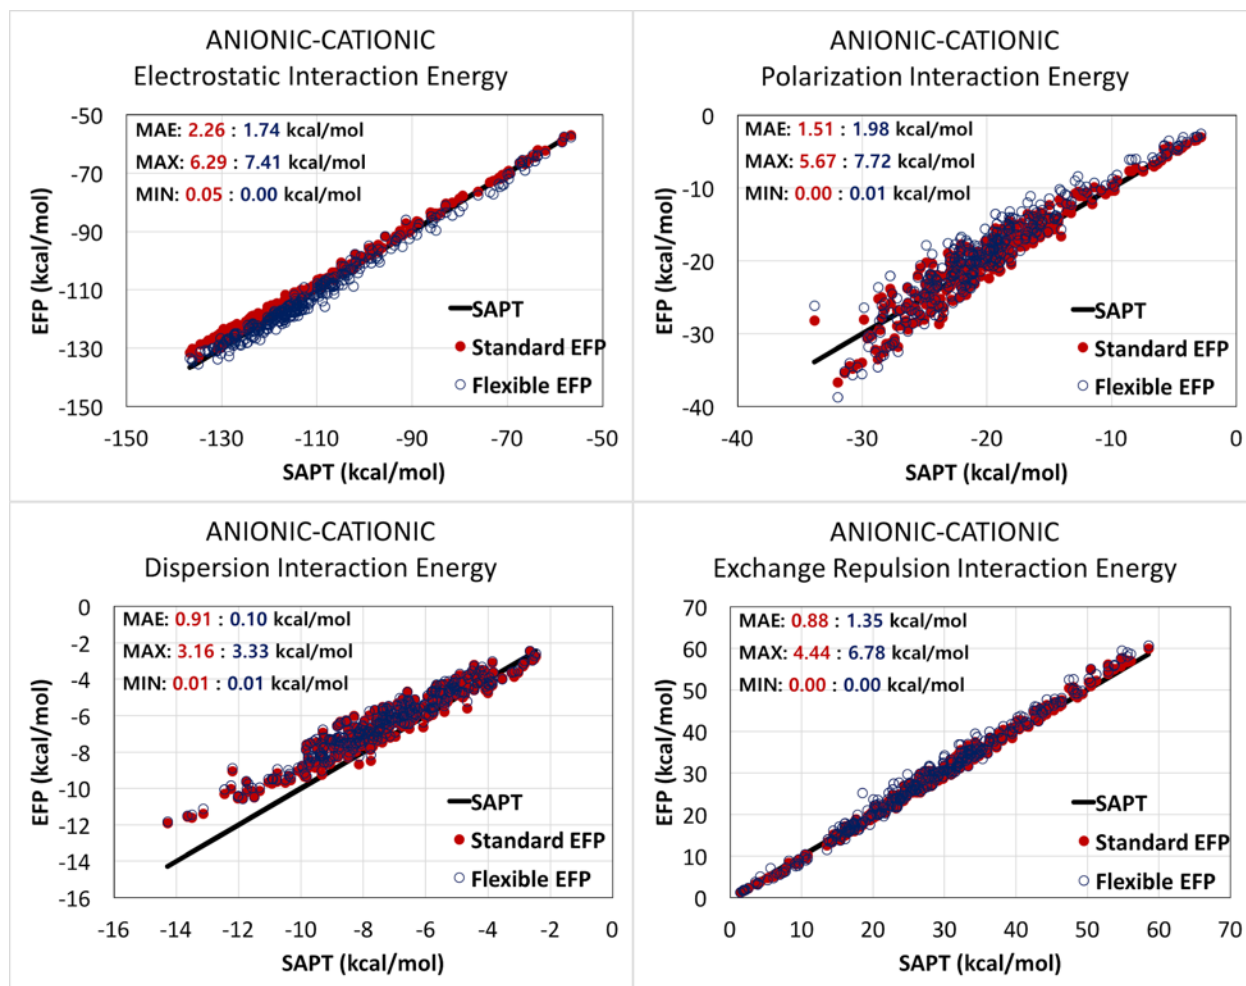 ANIONIC-CATIONIC
Electrostatic Interaction Energy
MAE: 2.26 : 1.74 kcal/mol
MAX: 6.29 : 7.41 kcal/mol
MIN: 0.05 : 0.00 kcal/mol
-50
-70
-90
-110
-130
-150
EFP (kcal/mol)
SAPT
Standard EFP
Flexible EFP
-150 -130 -110 -90 -70 -50
SAPT (kcal/mol)
ANIONIC-CATIONIC
Polarization Interaction Energy
MAE: 1.51 : 1.98 kcal/mol
MAX: 5.67 : 7.72 kcal/mol
MIN: 0.00 : 0.01 kcal/mol
0
-10
-20
-30
-40
EFP (kcal/mol)
SAPT
Standard EFP
Flexible EFP
-40 -30 -20 -10 0
SAPT (kcal/mol)
ANIONIC-CATIONIC
Dispersion Interaction Energy
MAE: 0.91 : 0.10 kcal/mol
MAX: 3.16 : 3.33 kcal/mol
MIN: 0.01 : 0.01 kcal/mol
0
-2
-4
-6
-8
-10
-12
-14
-16
EFP (kcal/mol)
SAPT
Standard EFP
Flexible EFP
-16 -14 -12 -10 -8 -6 -4 -2 0
SAPT (kcal/mol)
ANIONIC-CATIONIC
Exchange Repulsion Interaction Energy
MAE: 0.88 : 1.35 kcal/mol
MAX: 4.44 : 6.78 kcal/mol
MIN: 0.00 : 0.00 kcal/mol
70
60
50
40
30
20
10
0
EFP (kcal/mol)
SAPT
Standard EFP
Flexible EFP
0 10 20 30 40 50 60 70
SAPT (kcal/mol)